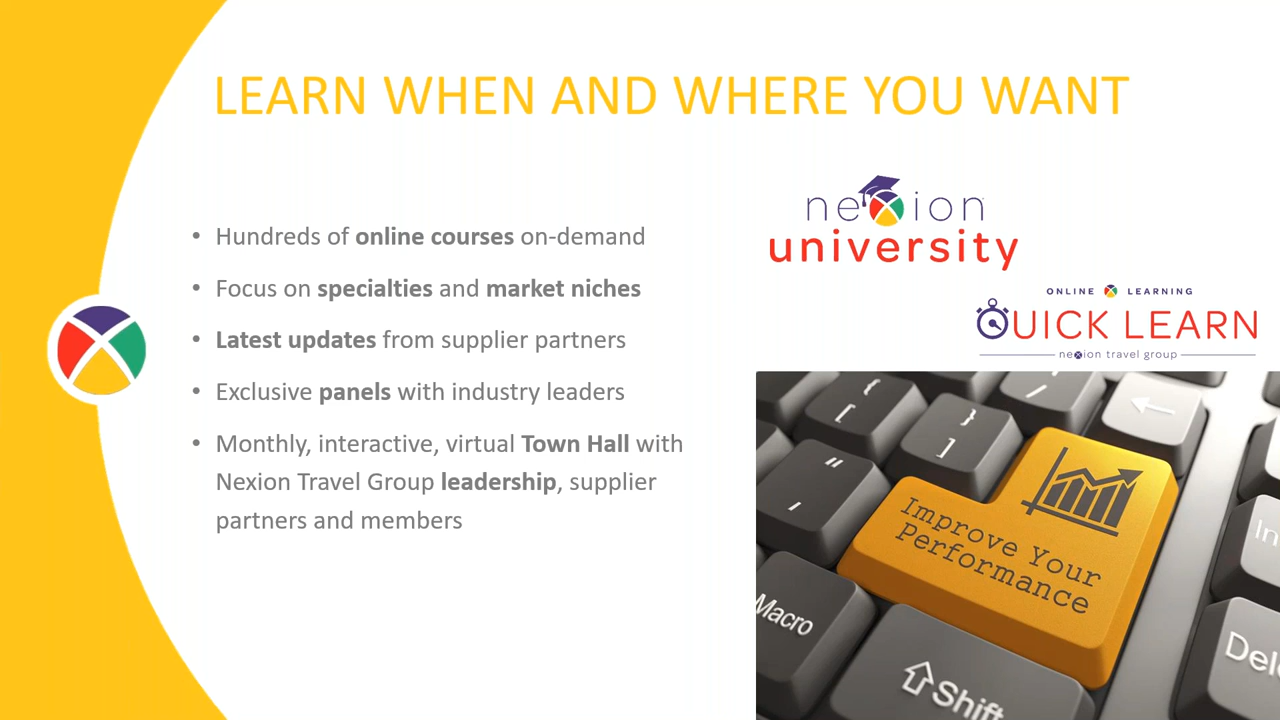 LEARN WHEN AND WHERE YOU WANT
• Hundreds of online courses on-demand
• Focus on specialties and market niches
• Latest updates from supplier partners
• Exclusive panels with industry leaders
• Monthly, interactive, virtual Town Hall with
Nexion Travel Group leadership, supplier
partners and members
nexion
university
ONLINE LEARNING
QUICK LEARN
nexion travel group
{
[
}
]
/
"
'
Improve Your
Performance
Macro
Shift
In
Del